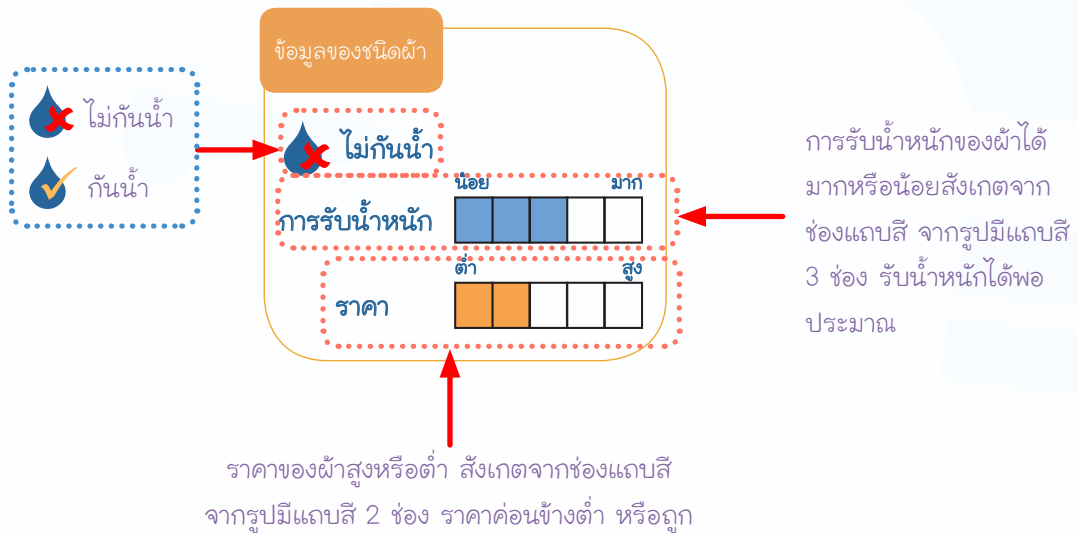 ข้อมูลของชนิดผ้า
ไม่กันน้ำ
กันน้ำ
ไม่กันน้ำ
น้อย มาก
การรับน้ำหนัก
ต่ำ สูง
ราคา
การรับน้ำหนักของผ้าได้
มากหรือน้อยสังเกตจาก
ช่องแถบสี จากรูปมีแถบสี
3 ช่อง รับน้ำหนักได้พอ
ประมาณ
ราคาของผ้าสูงหรือต่ำ สังเกตจากช่องแถบสี
จากรูปมีแถบสี 2 ช่อง ราคาค่อนข้างต่ำ หรือถูก